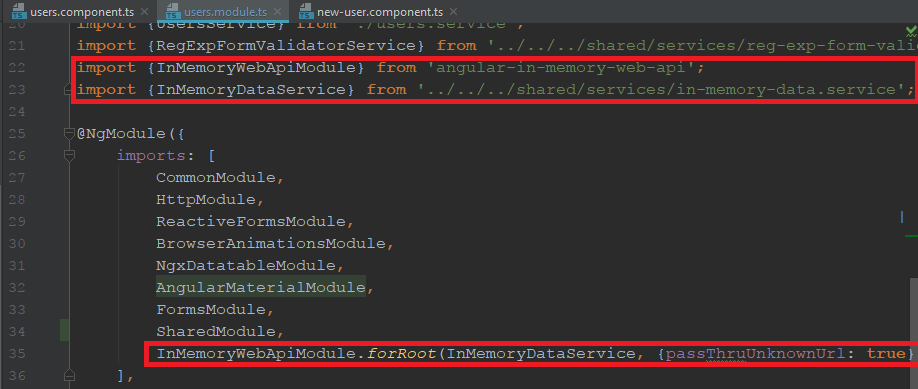 users.component.ts × users.module.ts × new-user.component.ts ×
20 import {UsersService} from './users.service';
21 import {RegExpFormValidatorService} from '../../../shared/services/reg-exp-form-vali
22 import {InMemoryWebApiModule} from 'angular-in-memory-web-api';
23 import {InMemoryDataService} from '../../../shared/services/in-memory-data.service';
24
25 @NgModule({
26 imports: [
27 CommonModule,
28 HttpModule,
29 ReactiveFormsModule,
30 BrowserAnimationsModule,
31 NgxDatatableModule,
32 AngularMaterialModule,
33 FormsModule,
34 SharedModule,
35 InMemoryWebApiModule.forRoot(InMemoryDataService, {passThruUnknownUrl: true}
36 ],